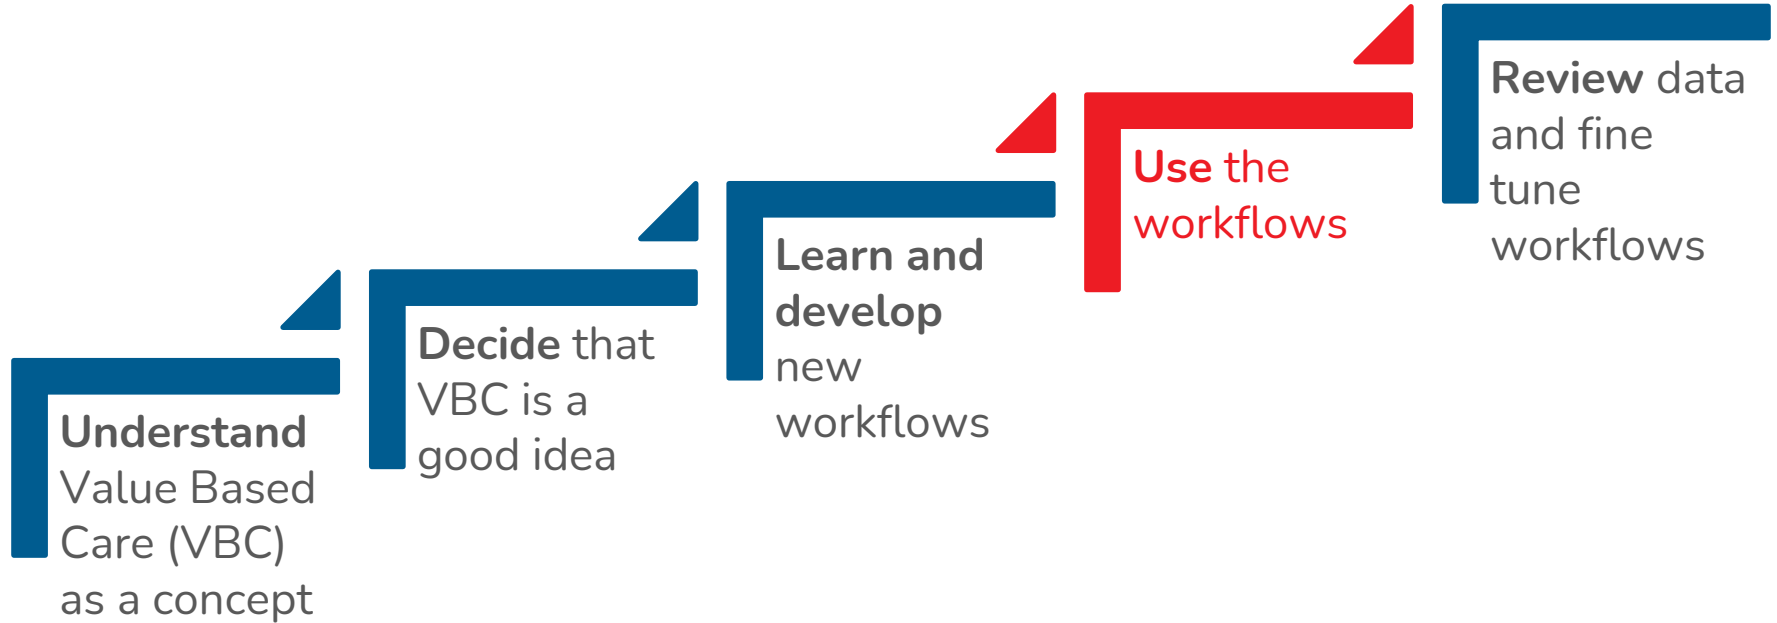 Understand
Value Based
Care (VBC)
as a concept
Decide that
VBC is a
good idea
Learn and
develop
new
workflows
Use the
workflows
Review data
and fine
tune
workflows